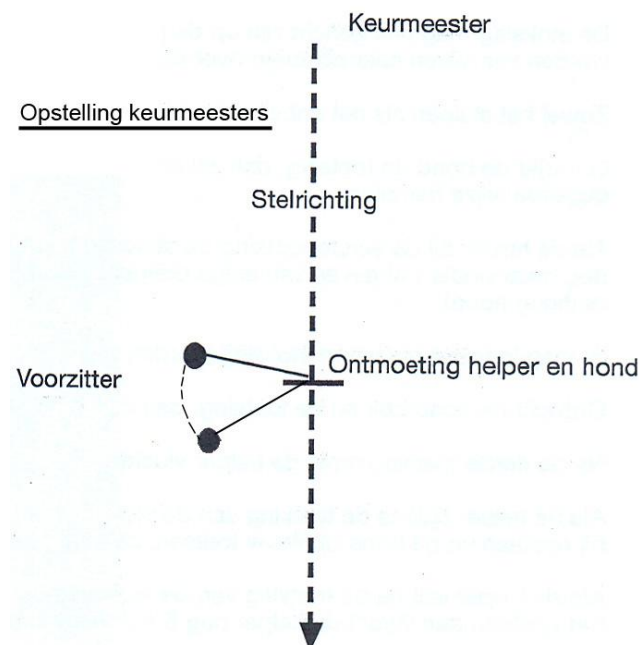 Keurmeester
Opstelling keurmeesters
Stelrichting
Ontmoeting helper en hond
Voorzitter